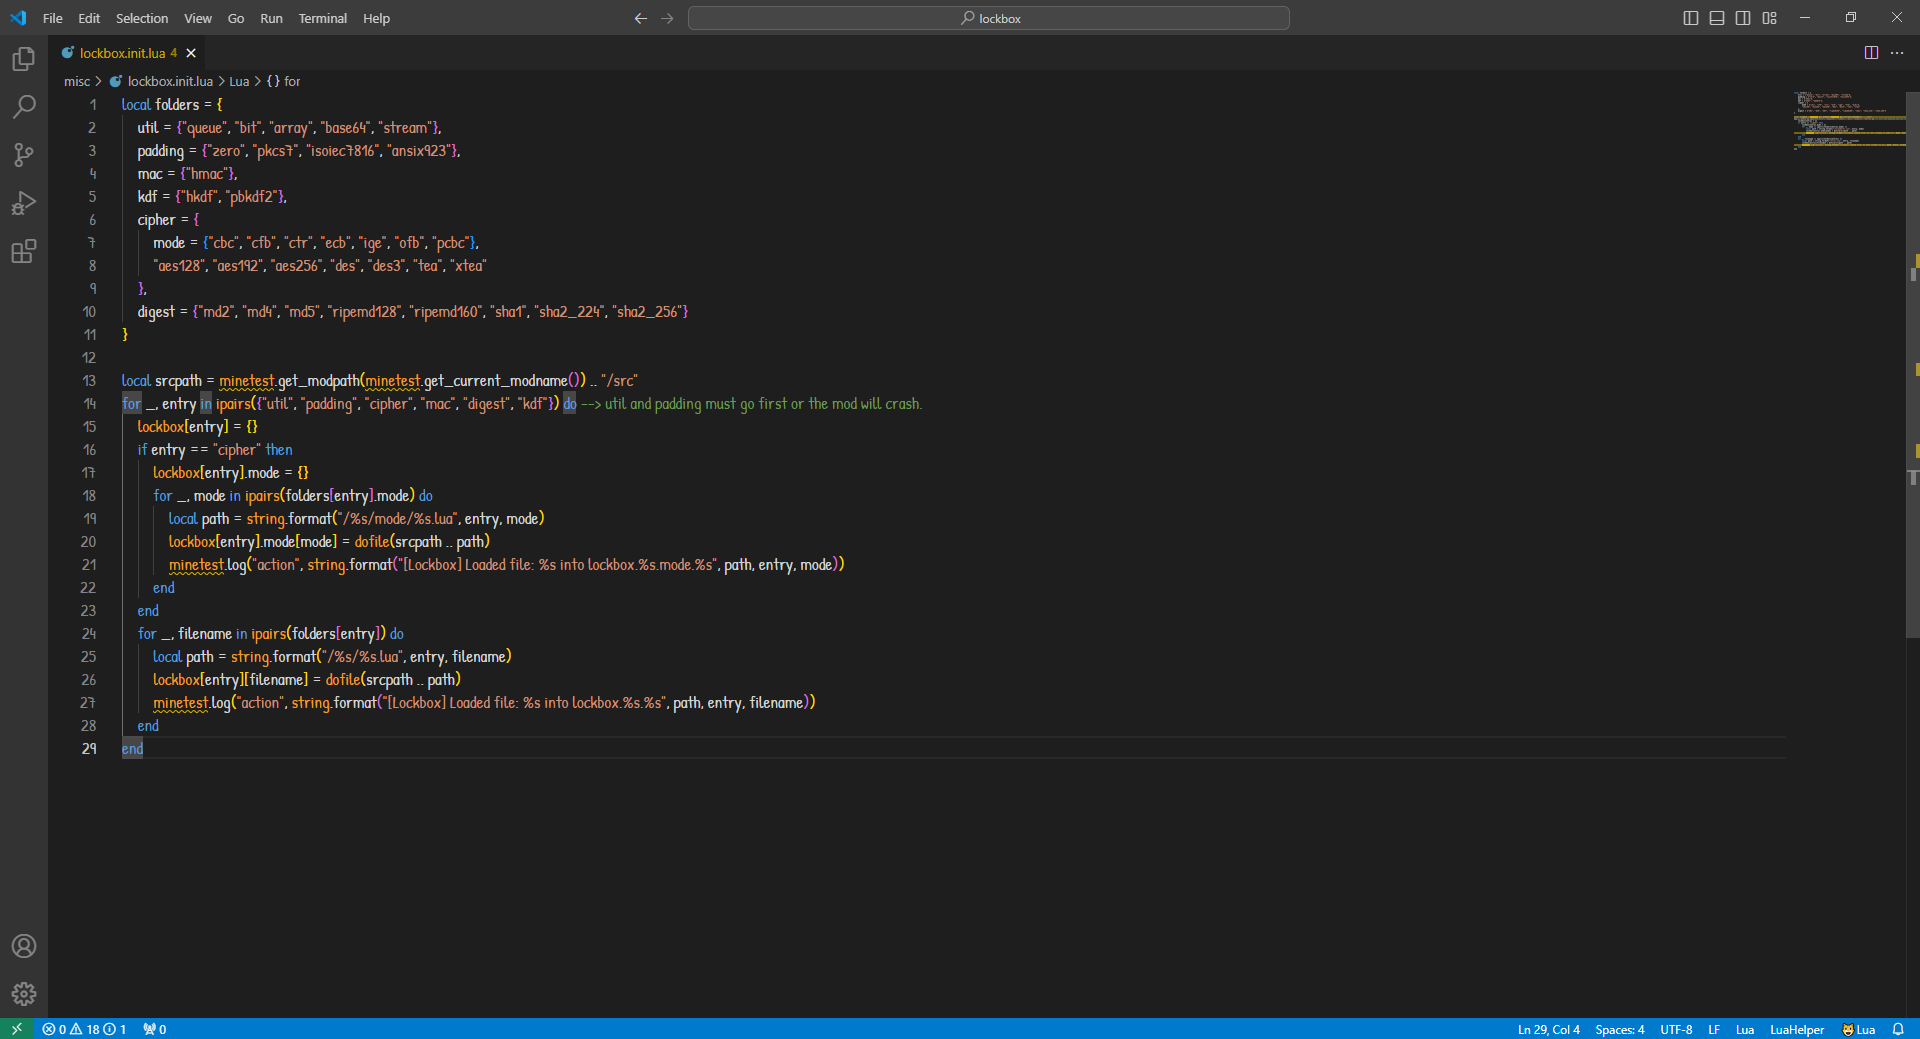 File Edit Selection View Go Run Terminal Help
lockbox
lockbox.init.lua 4
misc > lockbox.init.lua > Lua > {} for
1 local folders = {
2 util = {"queue", "bit", "array", "base64", "stream"},
3 padding = {"zero", "pkcs7", "isoiec7816", "ansix923"},
4 mac = {"hmac"},
5 kdf = {"hkdf", "pbkdf2"},
6 cipher = {
7 mode = {"cbc", "cfb", "ctr", "ecb", "ige", "ofb", "pcbc"},
8 "aes128", "aes192", "aes256", "des", "des3", "tea", "xtea"
9 },
10 digest = {"md2", "md4", "md5", "ripemd128", "ripemd160", "sha1", "sha2_224", "sha2_256"}
11 }
12
13 local srcpath = minetest.get_modpath(minetest.get_current_modname()) .. "/src"
14 for _, entry in ipairs({"util", "padding", "cipher", "mac", "digest", "kdf"}) do --> util and padding must go first or the mod will crash.
15 lockbox[entry] = {}
16 if entry == "cipher" then
17 lockbox[entry].mode = {}
18 for _, mode in ipairs(folders[entry].mode) do
19 local path = string.format("/%s/mode/%s.lua", entry, mode)
20 lockbox[entry].mode[mode] = dofile(srcpath .. path)
21 minetest.log("action", string.format("[Lockbox] Loaded file: %s into lockbox.%s.mode.%s", path, entry, mode))
22 end
23 end
24 for _, filename in ipairs(folders[entry]) do
25 local path = string.format("/%s/%s.lua", entry, filename)
26 lockbox[entry][filename] = dofile(srcpath .. path)
27 minetest.log("action", string.format("[Lockbox] Loaded file: %s into lockbox.%s.%s", path, entry, filename))
28 end
29 end
0 18 1 0 Ln 29, Col 4 Spaces: 4 UTF-8 LF Lua LuaHelper Lua